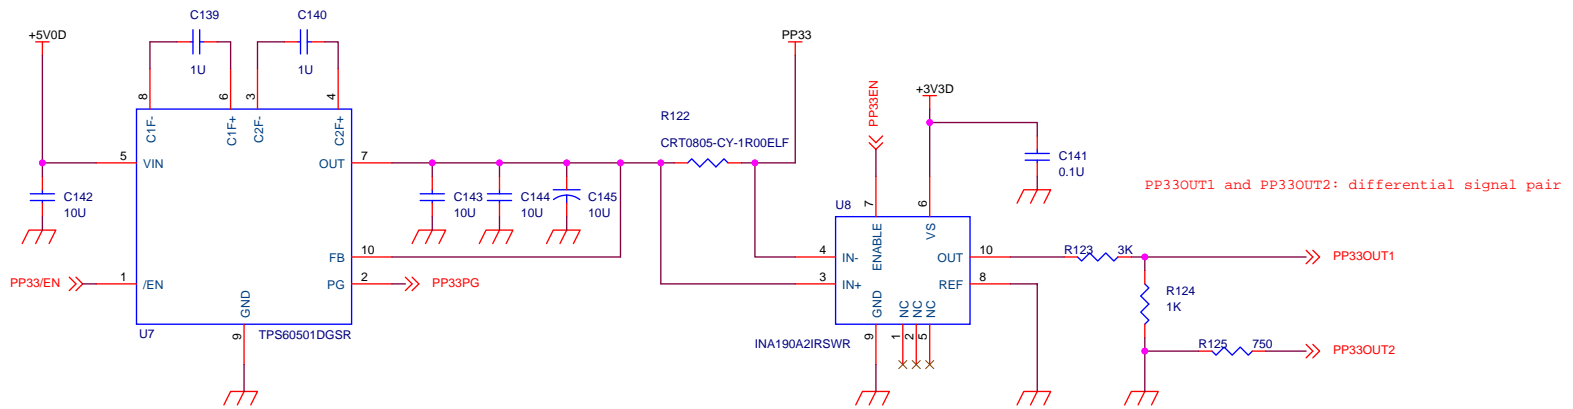 C139
C140
+5V0D
PP33
1U
1U
8
6
3
4
PP33EN
+3V3D
R122
C1F-
C1F+
C2F-
C2F+
CRT0805-CY-1R00ELF
5
VIN
OUT
7
C141
0.1U
PP33OUT1 and PP33OUT2: differential signal pair
C142
10U
C143
10U
C144
10U
C145
10U
U8
7
6
ENABLE
VS
FB
10
4
IN-
OUT
10
R123
3K
PP33OUT1
PP33/EN
1
/EN
PG
2
PP33PG
3
IN+
REF
8
R124
1K
GND
GND
NC
NC
NC
U7
9
TPS60501DGSR
INA190A2IRSWR
9
1
2
5
R125
750
PP33OUT2